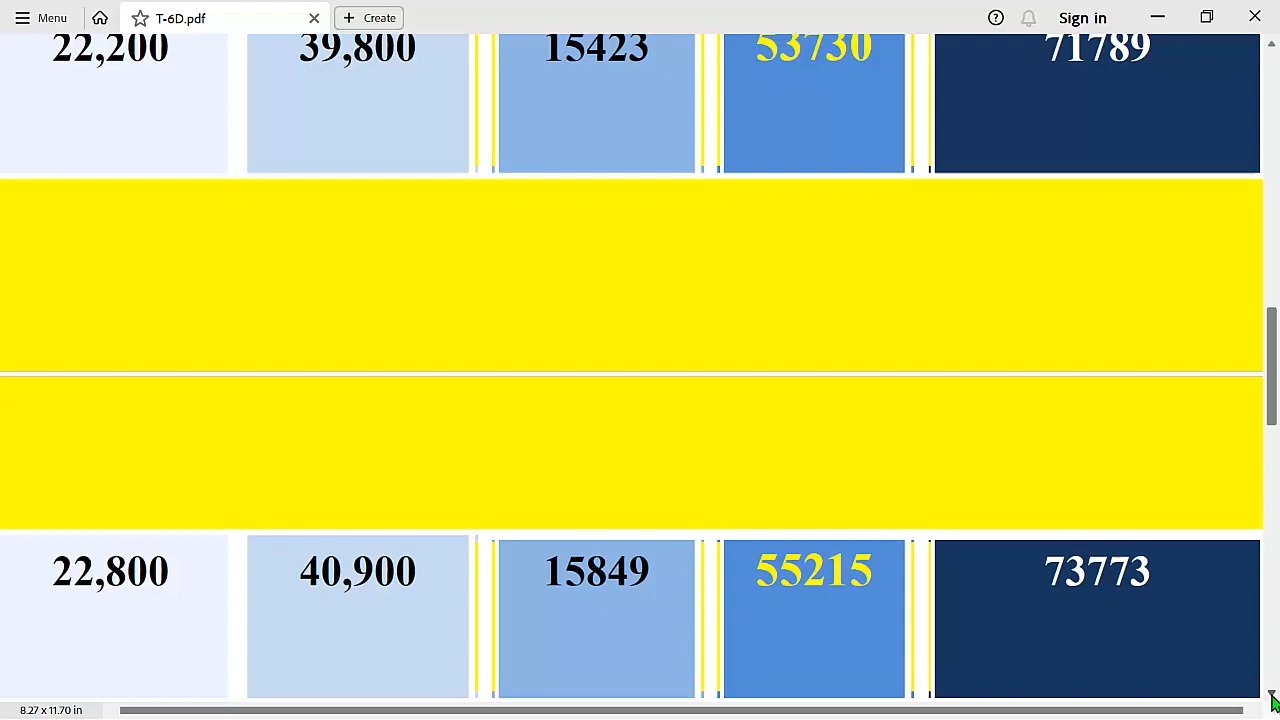 Menu T-6D.pdf Create Sign in
22,200 39,800 15423 53730 71789
22,800 40,900 15849 55215 73773
8.27 x 11.70 in